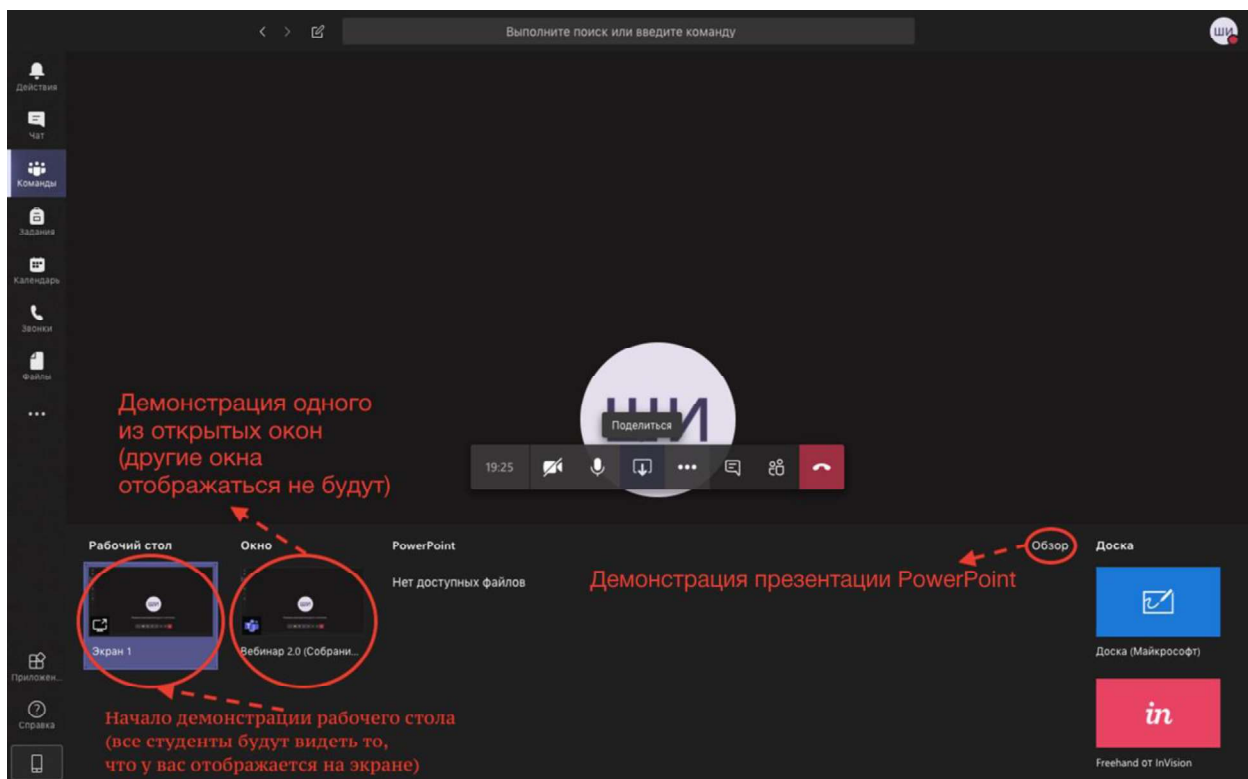 Выполните поиск или введите команду
ШИ
Действия
Чат
Команды
Задания
Календарь
Звонки
Файлы
Демонстрация одного
из открытых окон
(другие окна
отображаться не будут)
ШИ
Поделиться
19:25
Рабочий стол
Окно
PowerPoint
Обзор
Доска
Нет доступных файлов
Демонстрация презентации PowerPoint
Экран 1
Вебинар 2.0 (Собрани...
Доска (Майкрософт)
Приложен...
Справка
Начало демонстрации рабочего стола
(все студенты будут видеть то,
что у вас отображается на экране)
in
Freehand от InVision